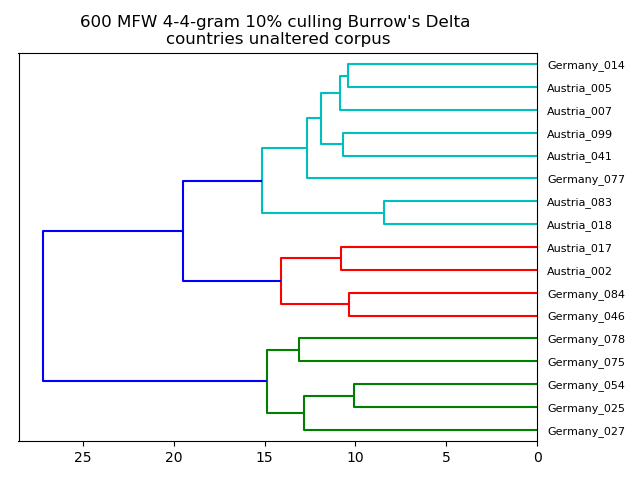 600 MFW 4-4-gram 10% culling Burrow's Delta
countries unaltered corpus
Germany_014
Austria_005
Austria_007
Austria_099
Austria_041
Germany_077
Austria_083
Austria_018
Austria_017
Austria_002
Germany_084
Germany_046
Germany_078
Germany_075
Germany_054
Germany_025
Germany_027
25 20 15 10 5 0